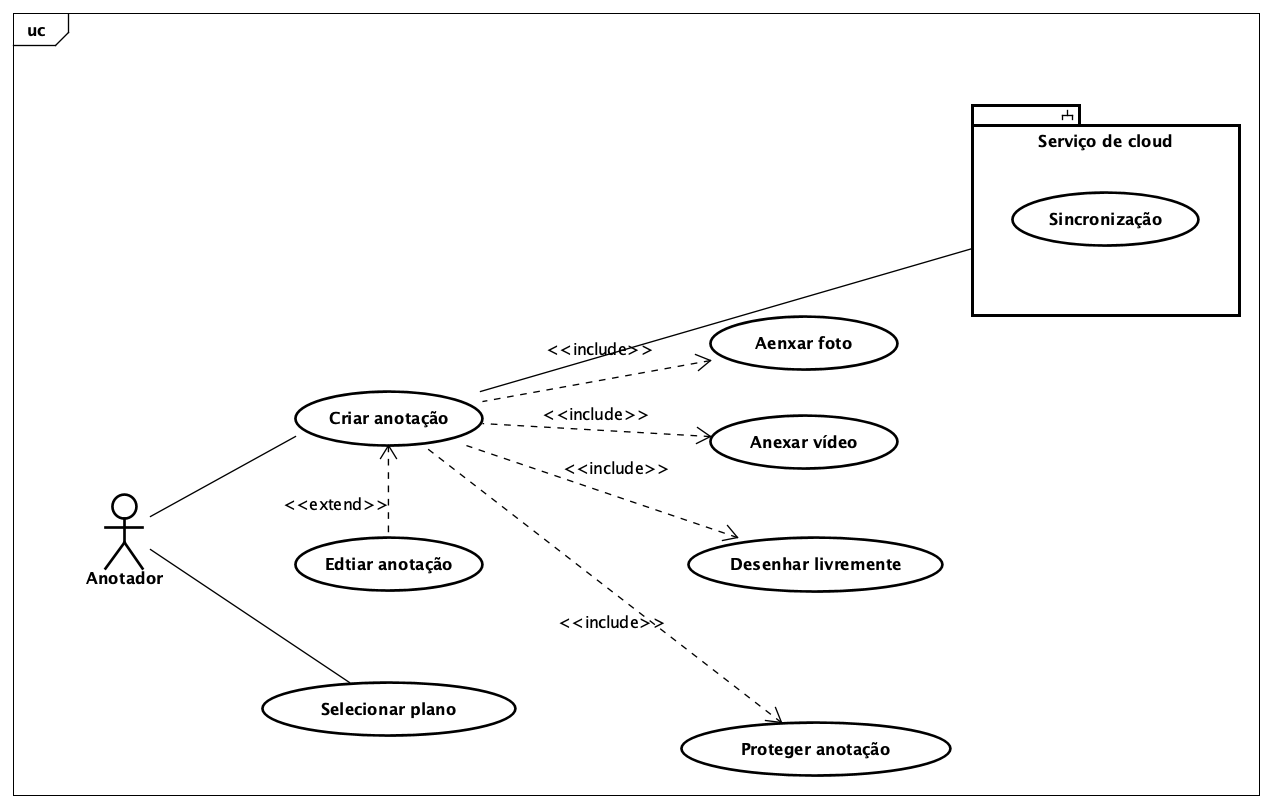 uc
Serviço de cloud
Sincronização
<<include>>
Aenxar foto
Criar anotação
<<include>>
Anexar vídeo
<<include>>
<<extend>>
Edtiar anotação
Desenhar livremente
Anotador
<<include>>
Selecionar plano
Proteger anotação